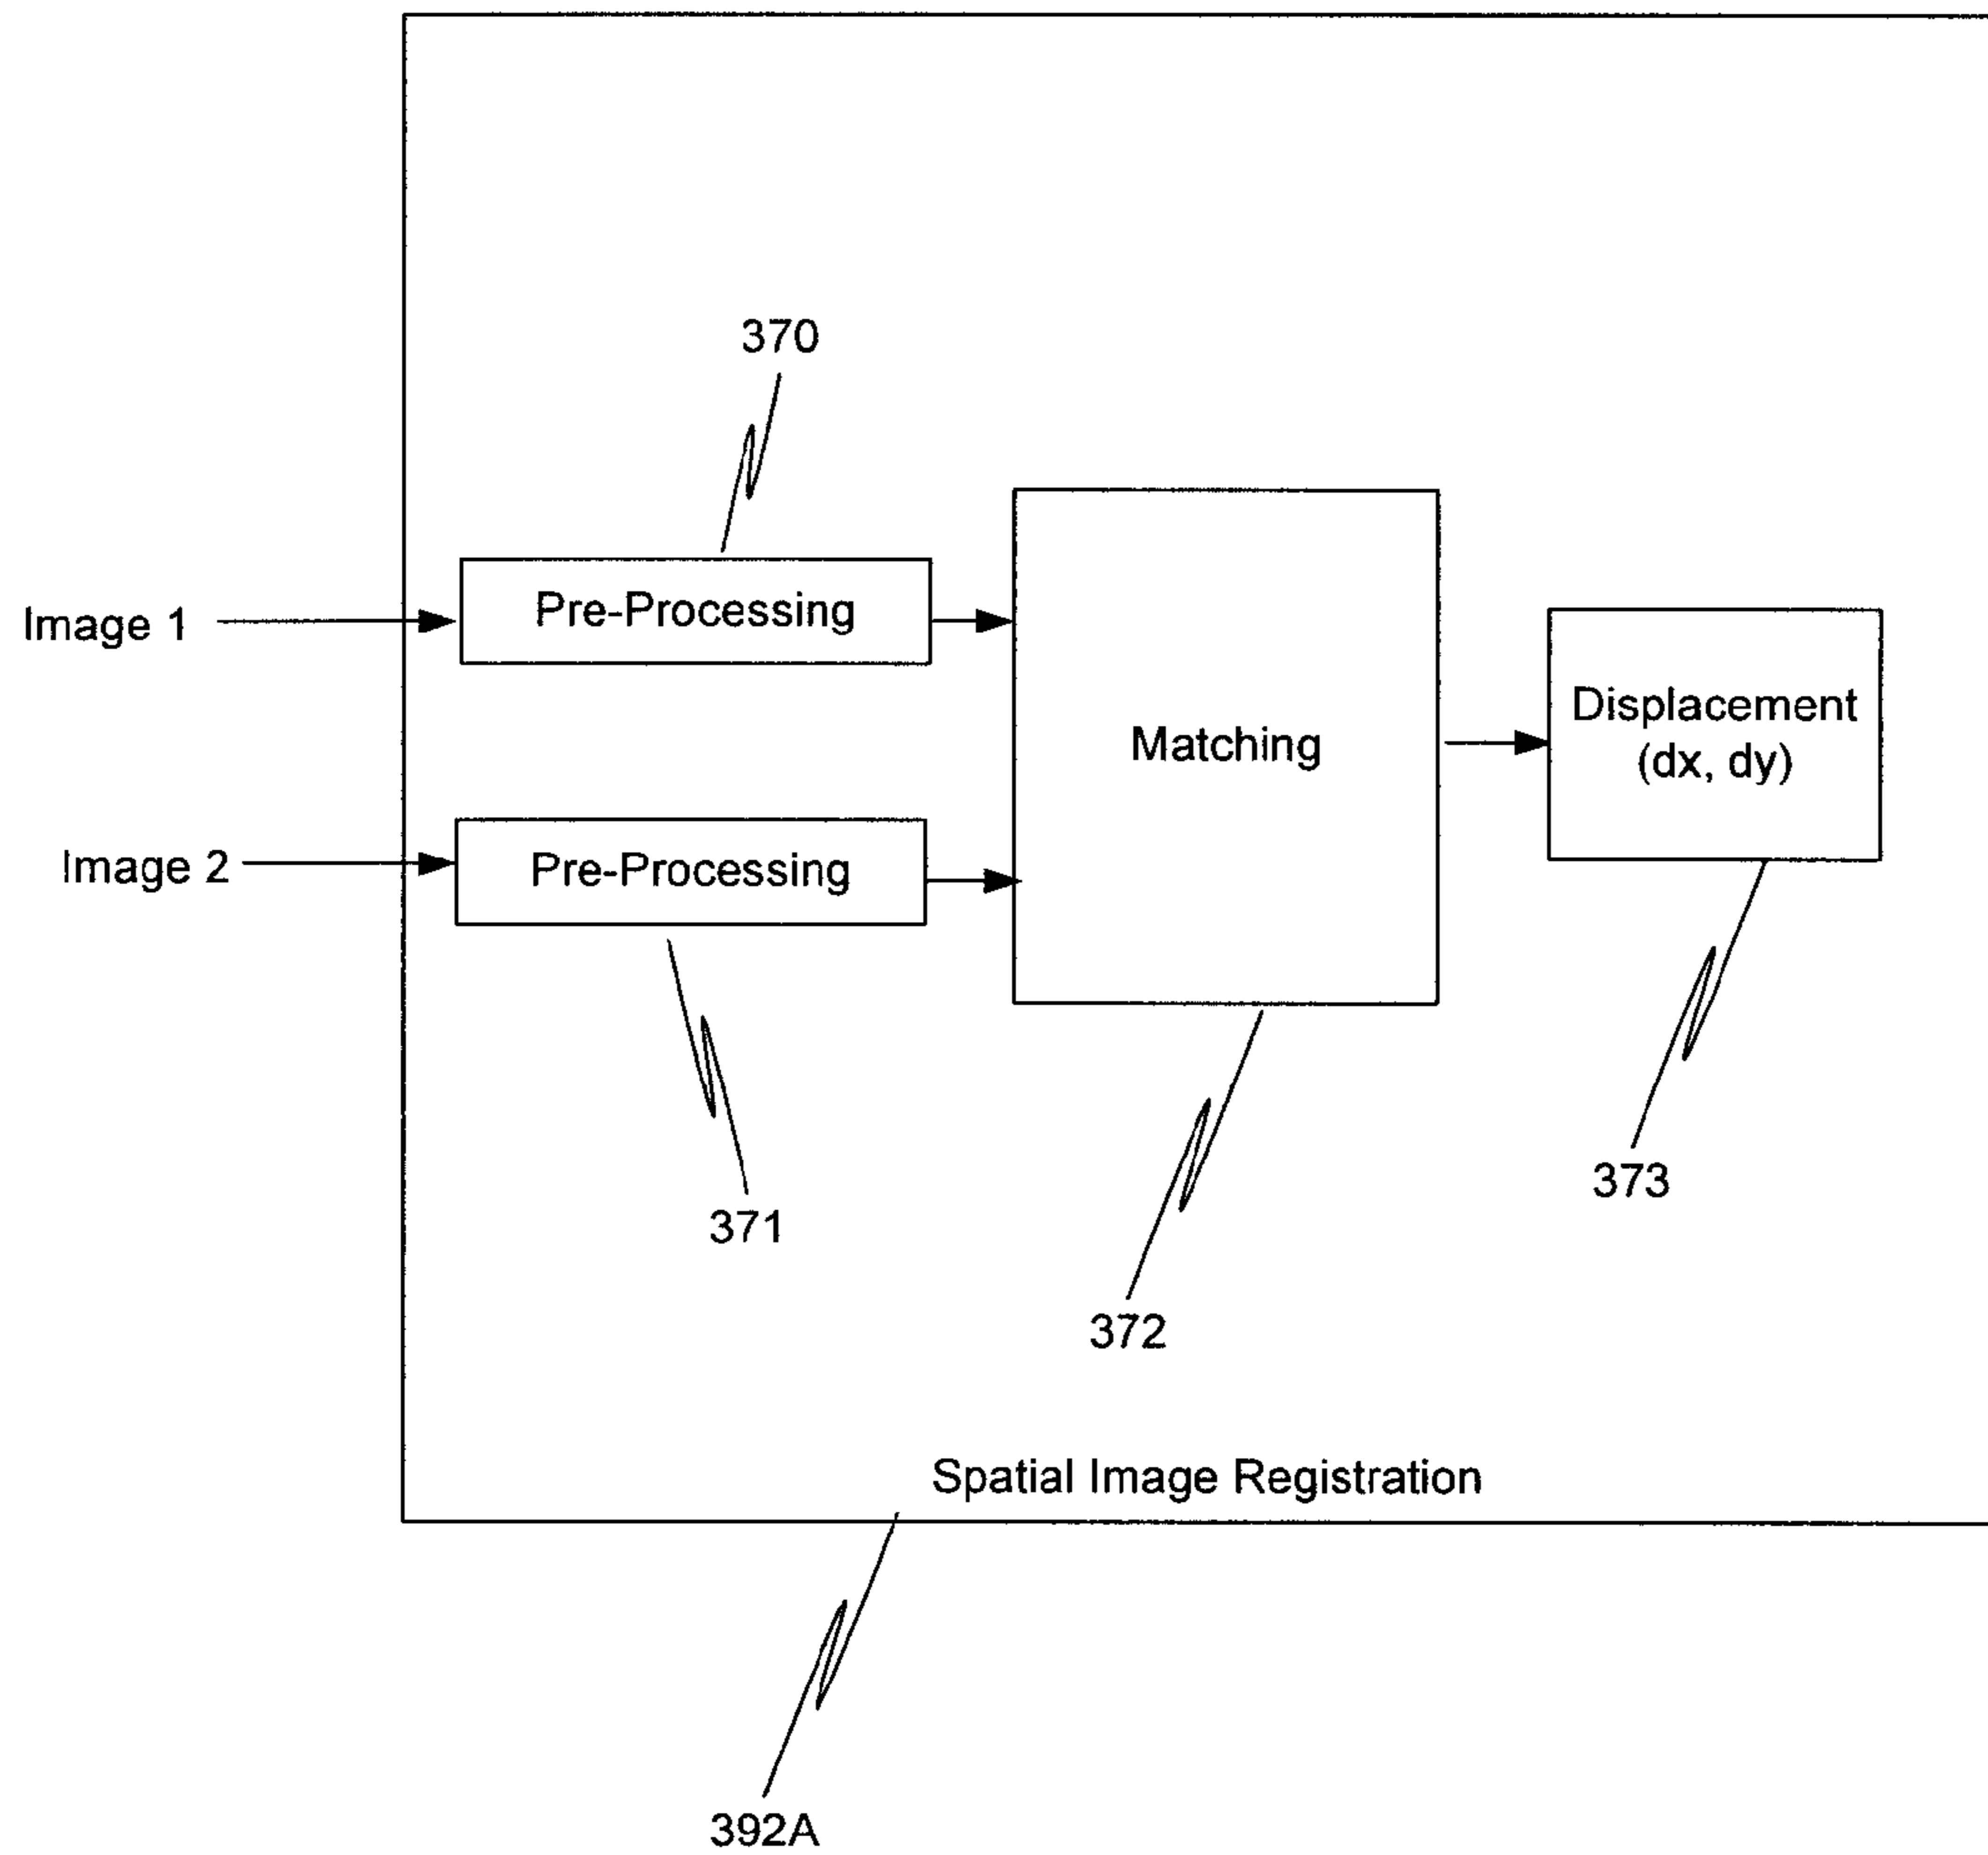 370
Image 1
Pre-Processing
Matching
Displacement
(dx, dy)
Image 2
Pre-Processing
371
372
373
Spatial Image Registration
392A